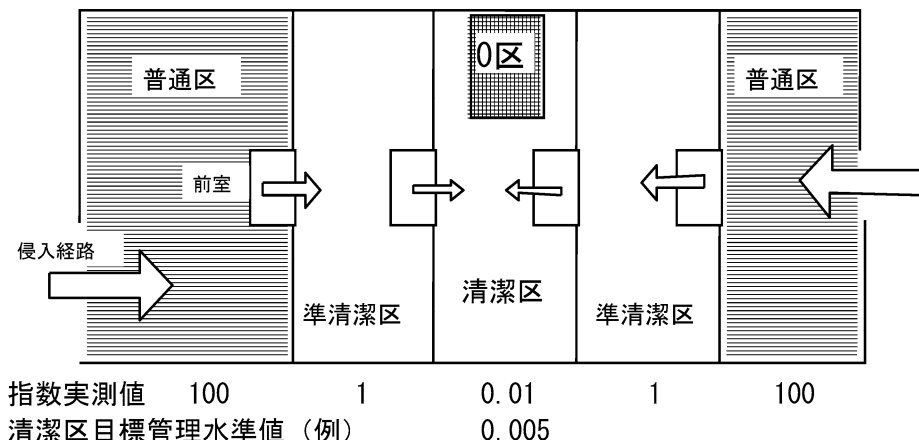 0区
普通区
普通区
前室
侵入経路
清潔区
準清潔区
準清潔区
指数実測値 100 1 0.01 1 100
清潔区目標管理水準値（例） 0.005